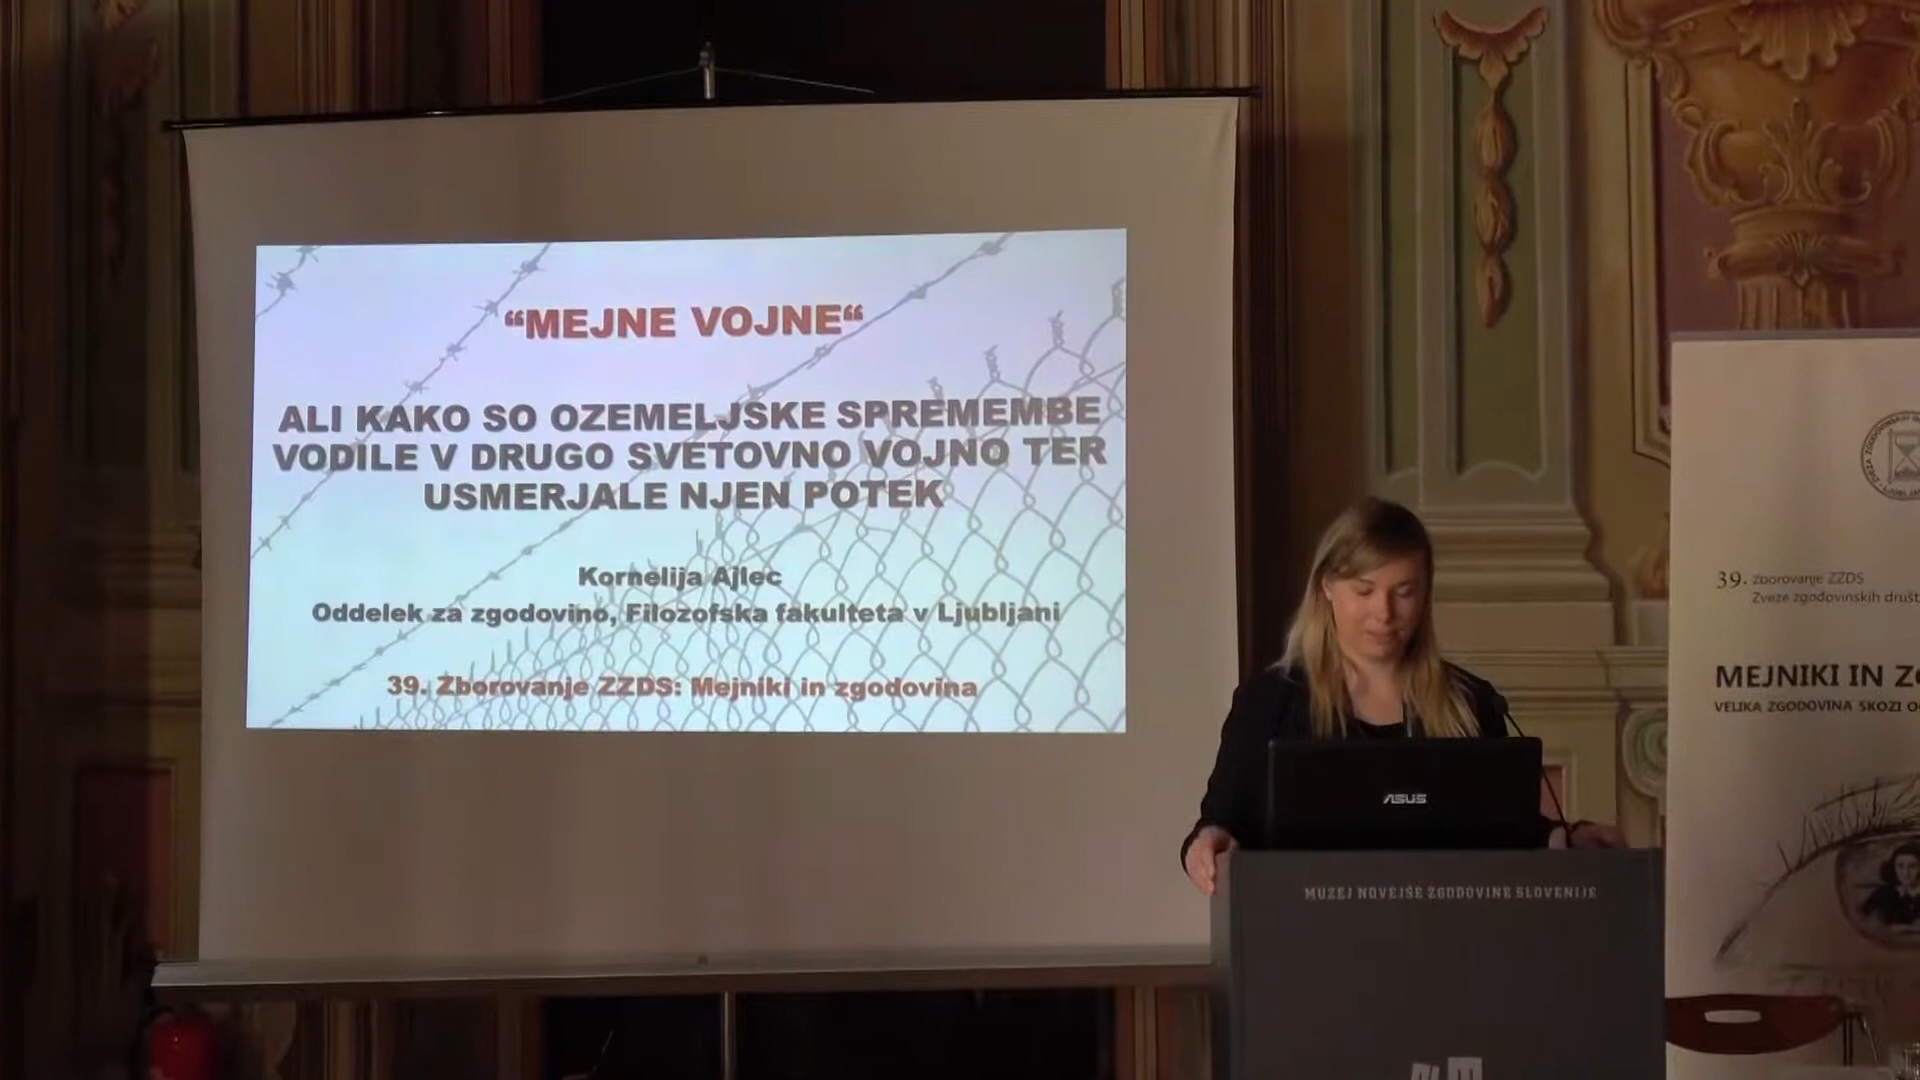 “MEJNE VOJNE“
ALI KAKO SO OZEMELJSKE SPREMEMBE
VODILE V DRUGO SVETOVNO VOJNO TER
USMERJALE NJEN POTEK
Kornelija Ajlec
Oddelek za zgodovino, Filozofska fakulteta v Ljubljani
39. Zborovanje ZZDS: Mejniki in zgodovina
ASUS
MUZEJ NOVEJŠE ZGODOVINE SLOVENIJE
39. zborovanje ZZDS
Zveze zgodovinskih
MEJNIKI IN
VELIKA ZGODOVINA SKOZI